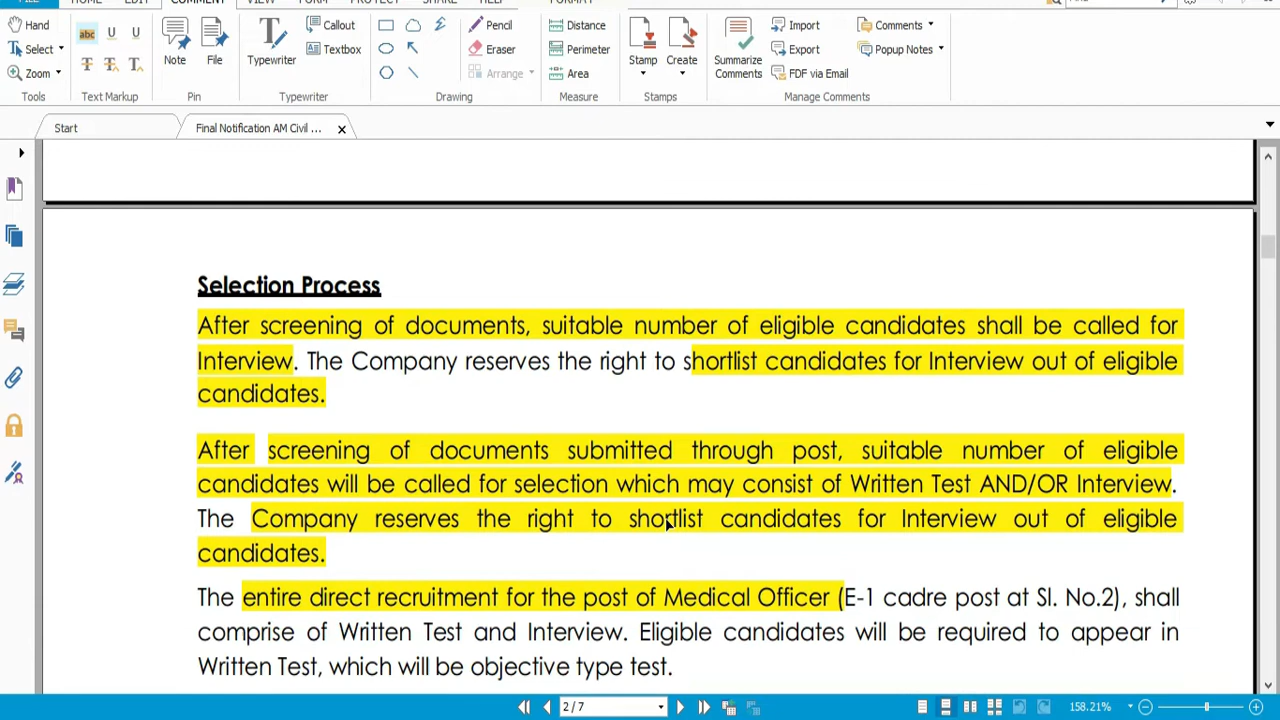 HOME EDIT COMMENT VIEW FORM PROTECT SHARE HELP FORMAT
Hand
Select
Zoom
Tools
abc U U
T T T
Text Markup
Note File
Pin
Typewriter
Callout
Textbox
Typewriter
Drawing
Pencil
Eraser
Arrange
Distance
Perimeter
Area
Measure
Stamp Create
Stamps
Summarize
Comments
Import
Export
FDF via Email
Comments
Popup Notes
Manage Comments
Start Final Notification AM Civil ...
Selection Process
After screening of documents, suitable number of eligible candidates shall be called for
Interview. The Company reserves the right to shortlist candidates for Interview out of eligible
candidates.
After screening of documents submitted through post, suitable number of eligible
candidates will be called for selection which may consist of Written Test AND/OR Interview.
The Company reserves the right to shortlist candidates for Interview out of eligible
candidates.
The entire direct recruitment for the post of Medical Officer (E-1 cadre post at Sl. No.2), shall
comprise of Written Test and Interview. Eligible candidates will be required to appear in
Written Test, which will be objective type test.
2 / 7
158.21%